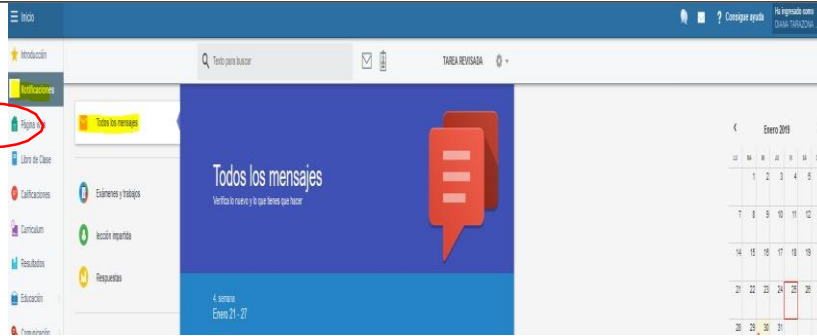 Inicio
Consigue ayuda
Ha ingresado como
DIANA TARAZONA
Introducción
Notificaciones
Página web
Libro de Clase
Calificaciones
Curriculum
Resultados
Educación
Comunicación
Texto para buscar
TAREA REVISADA
Todos los mensajes
Exámenes y trabajos
lección impartida
Respuestas
Todos los mensajes
Verifica lo nuevo y lo que tienes que hacer
4. semana
Enero 21 - 27
Enero 2019
1 2 3 4 5
7 8 9 10 11 12
14 15 16 17 18 19
21 22 23 24 25 26
28 29 30 31